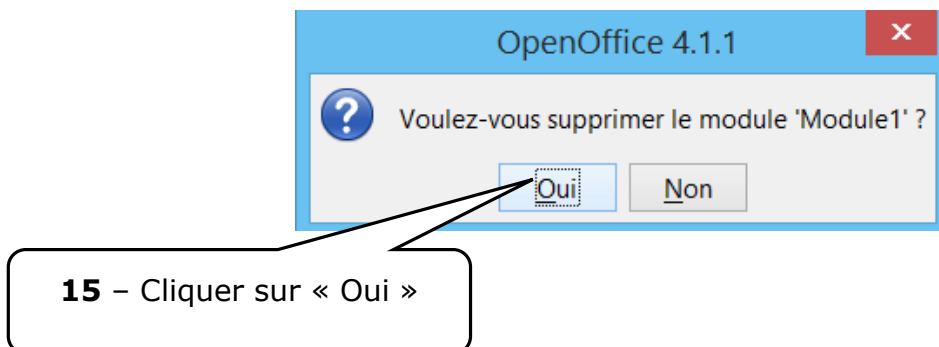 OpenOffice 4.1.1
Voulez-vous supprimer le module 'Module1' ?
Oui Non
15 – Cliquer sur « Oui »